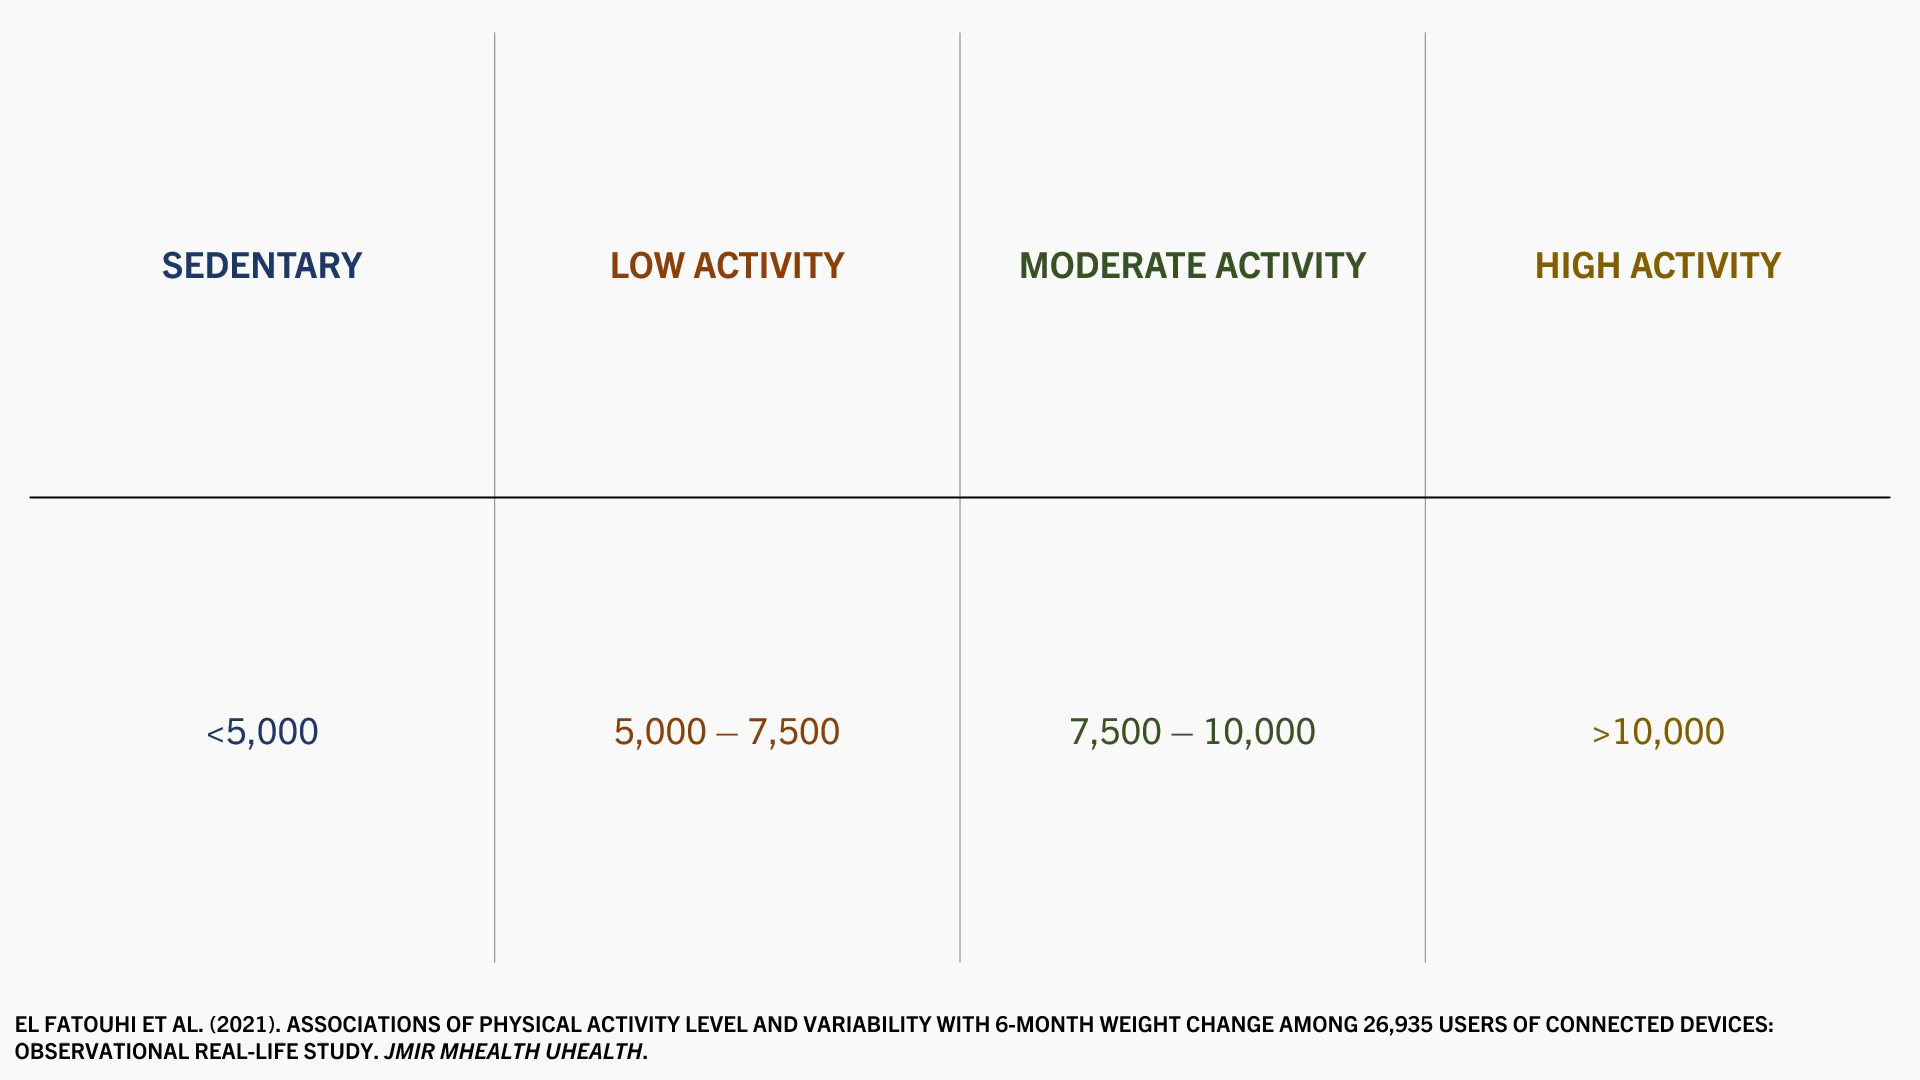 SEDENTARY
LOW ACTIVITY
MODERATE ACTIVITY
HIGH ACTIVITY
<5,000
5,000 – 7,500
7,500 – 10,000
>10,000
EL FATOUHI ET AL. (2021). ASSOCIATIONS OF PHYSICAL ACTIVITY LEVEL AND VARIABILITY WITH 6-MONTH WEIGHT CHANGE AMONG 26,935 USERS OF CONNECTED DEVICES:
OBSERVATIONAL REAL-LIFE STUDY. JMIR MHEALTH UHEALTH.